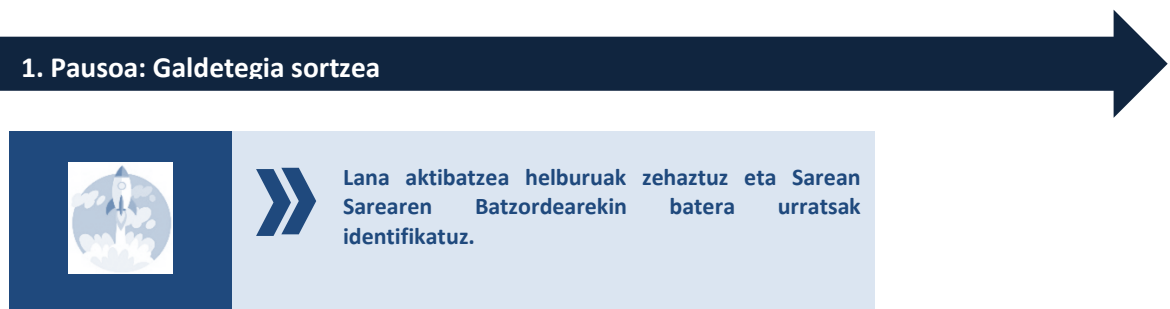 1. Pausoa: Galdetegia sortzea
Lana aktibatzea helburuak zehaztuz eta Sarean
Sarearen Batzordearekin batera urratsak
identifikatuz.